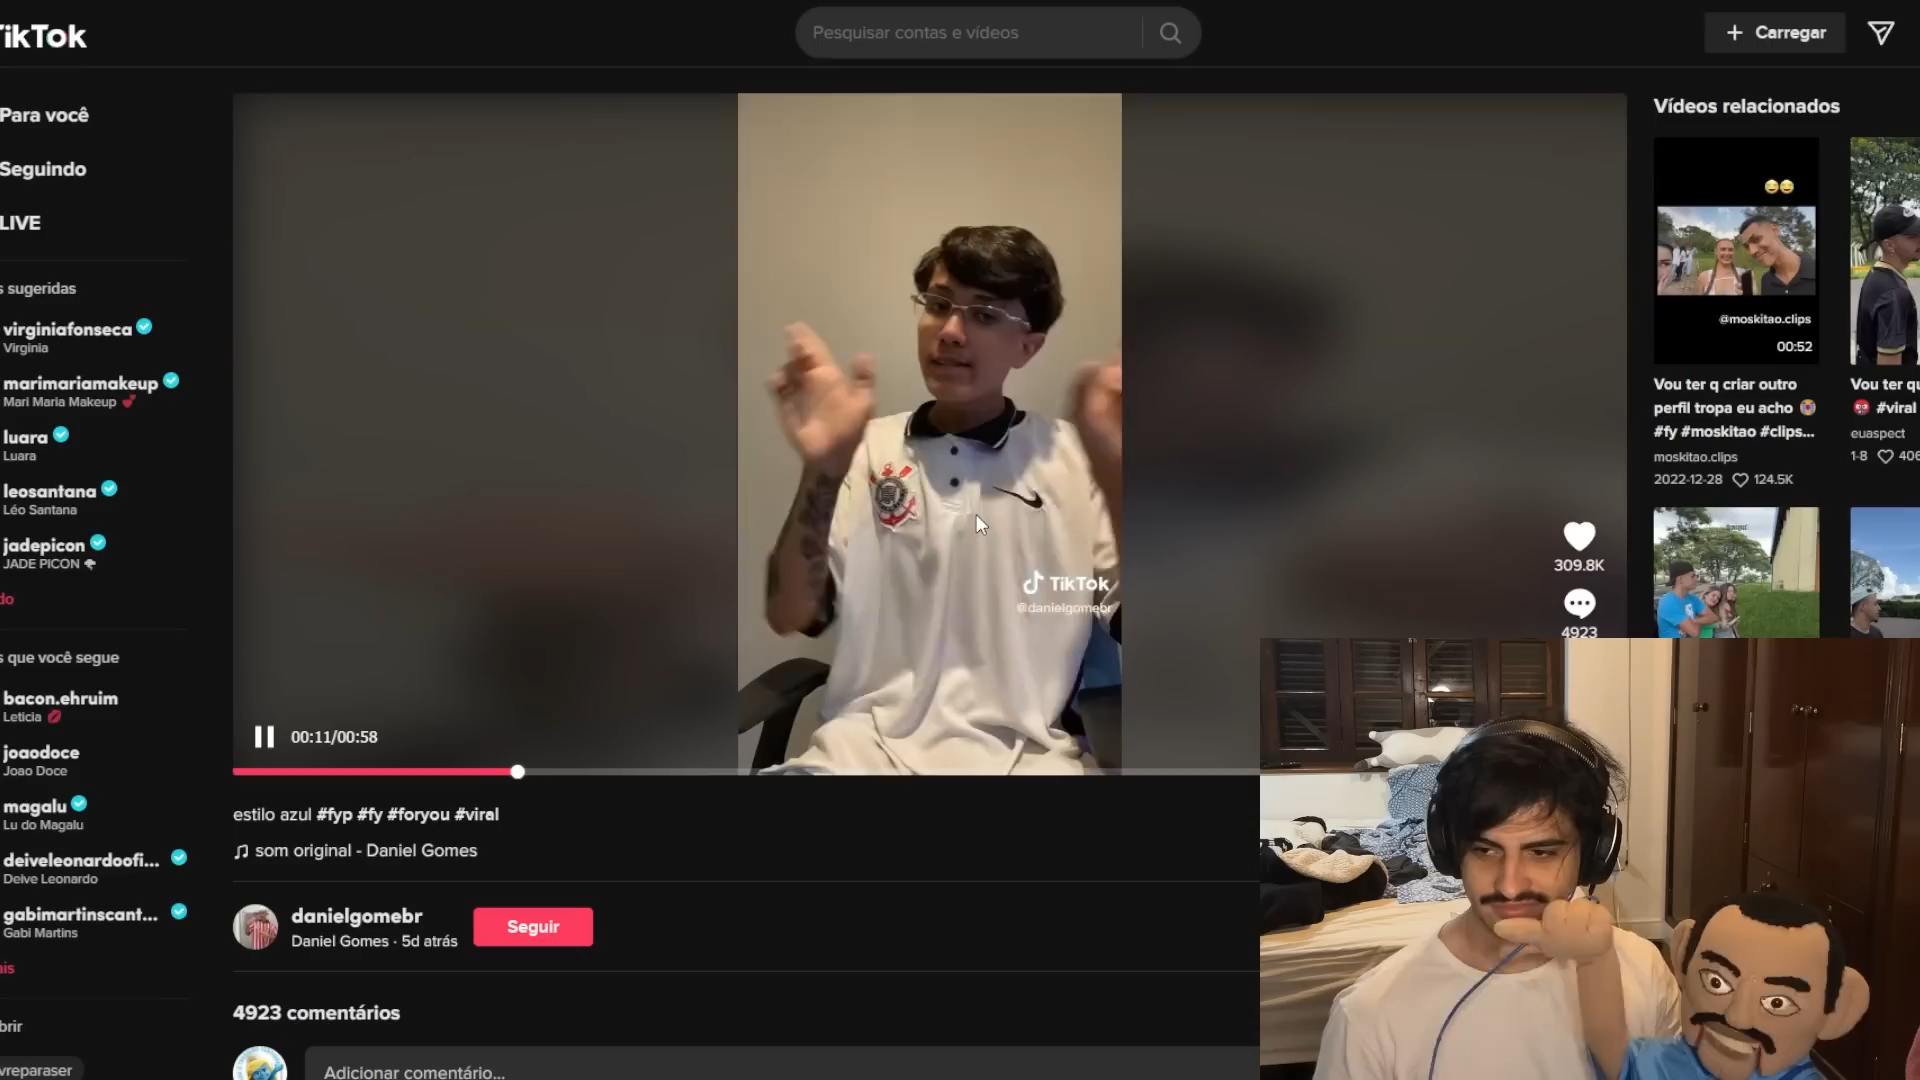 TikTok
Pesquisar contas e vídeos
Carregar
Para você
Seguindo
LIVE
sugeridas
virginiafonseca
Virginia
marimariamakeup
Mari Maria Makeup
luara
Luara
leosantana
Léo Santana
jadepicon
JADE PICON
que você segue
bacon.ehruim
Leticia
joaodoce
Joao Doce
magalu
Lu do Magalu
deiveleonardoofi...
Deive Leonardo
gabimartinscant...
Gabi Martins
TikTok
@danielgomebr
309.8K
4923
00:11/00:58
estilo azul #fyp #fy #foryou #viral
som original - Daniel Gomes
danielgomebr
Daniel Gomes · 5d atrás
Seguir
4923 comentários
Adicionar comentário...
Vídeos relacionados
@moskitao.clips
00:52
Vou ter q criar outro
perfil tropa eu acho
#fy #moskitao #clips...
moskitao.clips
2022-12-28 124.5K
Vou ter
#viral
euaspect
1-8 406